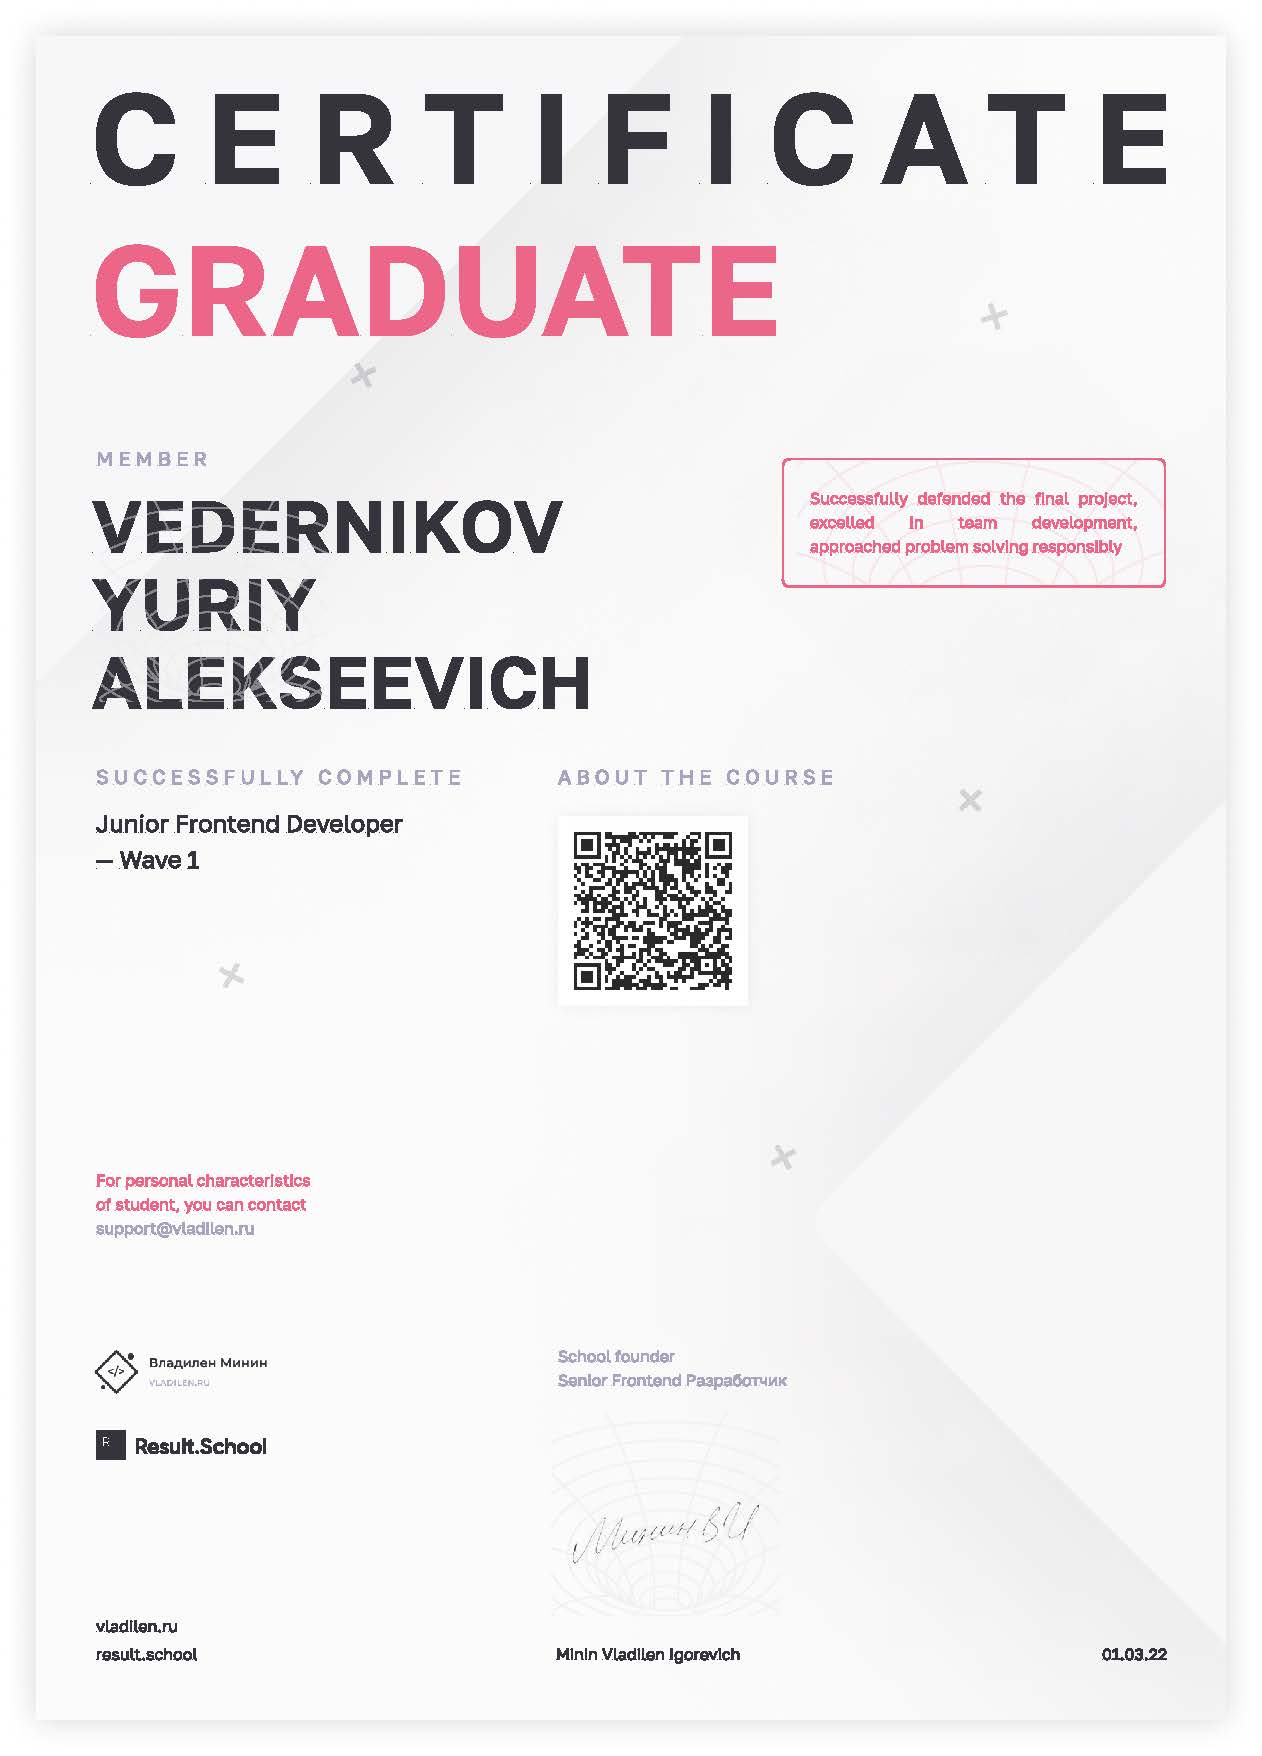 CERTIFICATE
GRADUATE
MEMBER
VEDERNIKOV
YURIY
ALEKSEEVICH
Successfully defended the final project,
excelled in team development,
approached problem solving responsibly
SUCCESSFULLY COMPLETE
Junior Frontend Developer
— Wave 1
ABOUT THE COURSE
For personal characteristics
of student, you can contact
support@vladilen.ru
</>
Владилен Минин
VLADILEN.RU
R
Result.School
School founder
Senior Frontend Разработчик
Минин В И
vladilen.ru
result.school
Minin Vladilen Igorevich
01.03.22